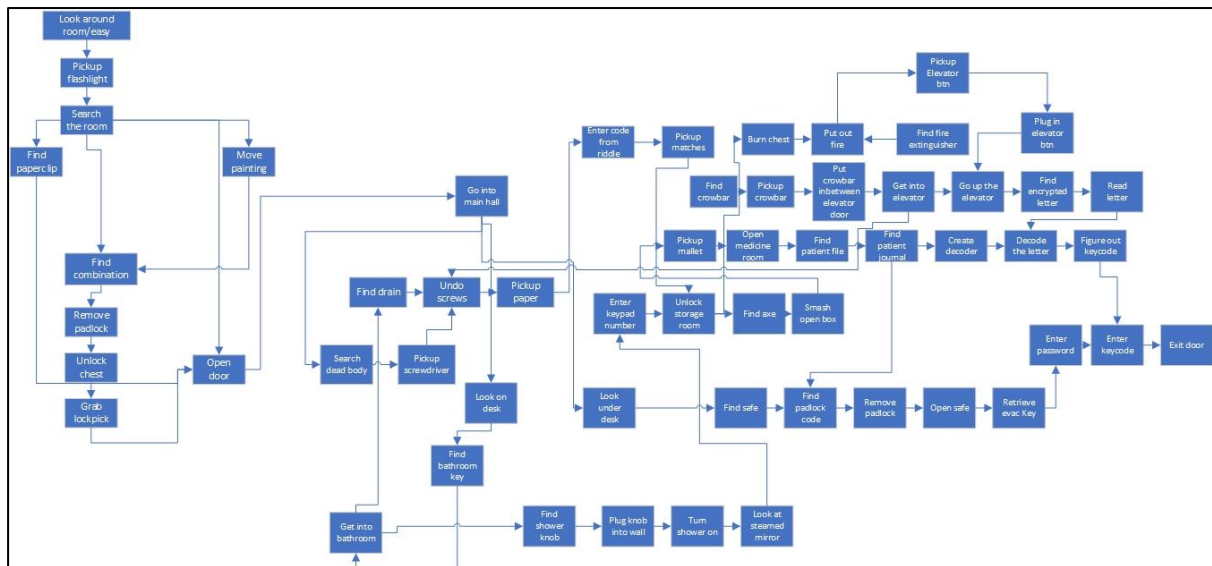 Look around
room/easy
Pickup
flashlight
Search
the room
Find
paperclip
Move
painting
Find
combination
Remove
padlock
Unlock
chest
Grab
lockpick
Open
door
Go into
main hall
Find drain
Undo
screws
Pickup
paper
Search
dead body
Pickup
screwdriver
Look on
desk
Find
bathroom
key
Get into
bathroom
Find
shower
knob
Plug knob
into wall
Turn
shower on
Look at
steamed
mirror
Enter code
from
riddle
Pickup
matches
Burn chest
Put out
fire
Find fire
extinguisher
Pickup
Elevator
btn
Plug in
elevator
btn
Find
crowbar
Pickup
crowbar
Put
crowbar
inbetween
elevator
door
Get into
elevator
Go up the
elevator
Find
encrypted
letter
Read
letter
Pickup
mallet
Open
medicine
room
Find
patient file
Find
patient
journal
Create
decoder
Decode
the letter
Figure out
keycode
Enter
keypad
number
Unlock
storage
room
Find axe
Smash
open box
Enter
password
Enter
keycode
Exit door
Look
under
desk
Find safe
Find
padlock
code
Remove
padlock
Open safe
Retrieve
evac Key